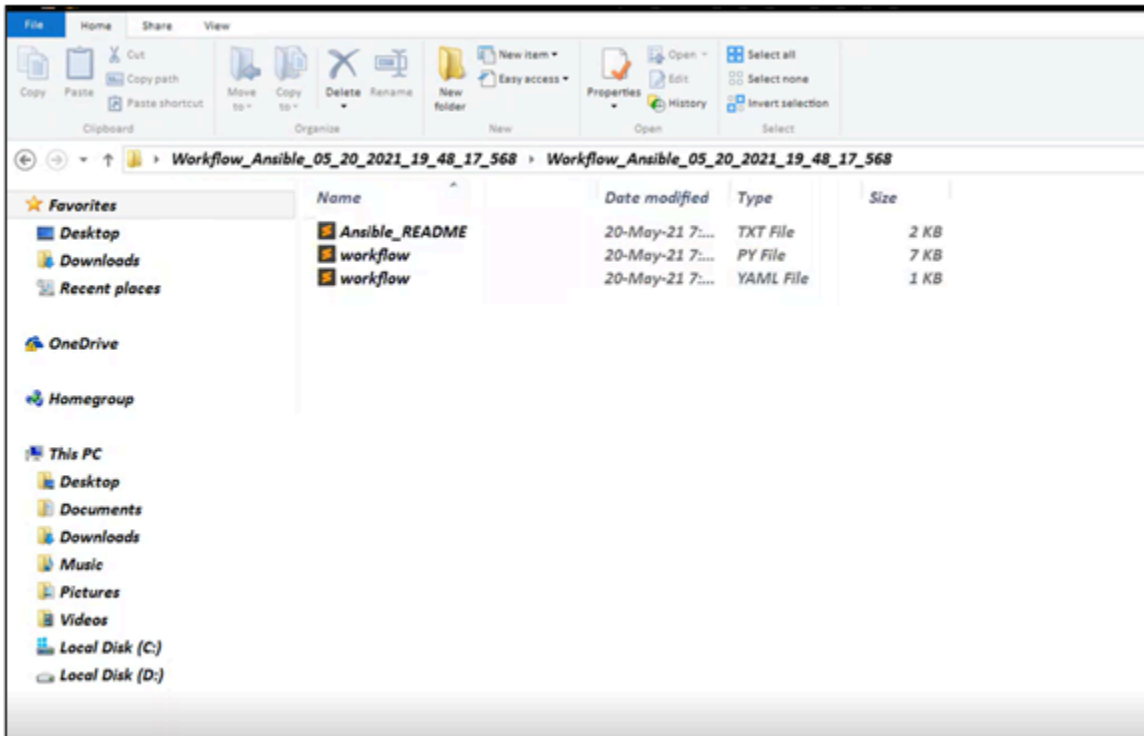 File Home Share View
Cut
Copy path
Paste shortcut
Copy Paste
Clipboard
Move to Copy to Delete Rename
Organize
New folder
New item
Easy access
New
Properties
Open
Edit
History
Open
Select all
Select none
Invert selection
Select
Workflow_Ansible_05_20_2021_19_48_17_568 Workflow_Ansible_05_20_2021_19_48_17_568
Name Date modified Type Size
Ansible_README 20-May-21 7:... TXT File 2 KB
workflow 20-May-21 7:... PY File 7 KB
workflow 20-May-21 7:... YAML File 1 KB
Favorites
Desktop
Downloads
Recent places
OneDrive
Homegroup
This PC
Desktop
Documents
Downloads
Music
Pictures
Videos
Local Disk (C:)
Local Disk (D:)